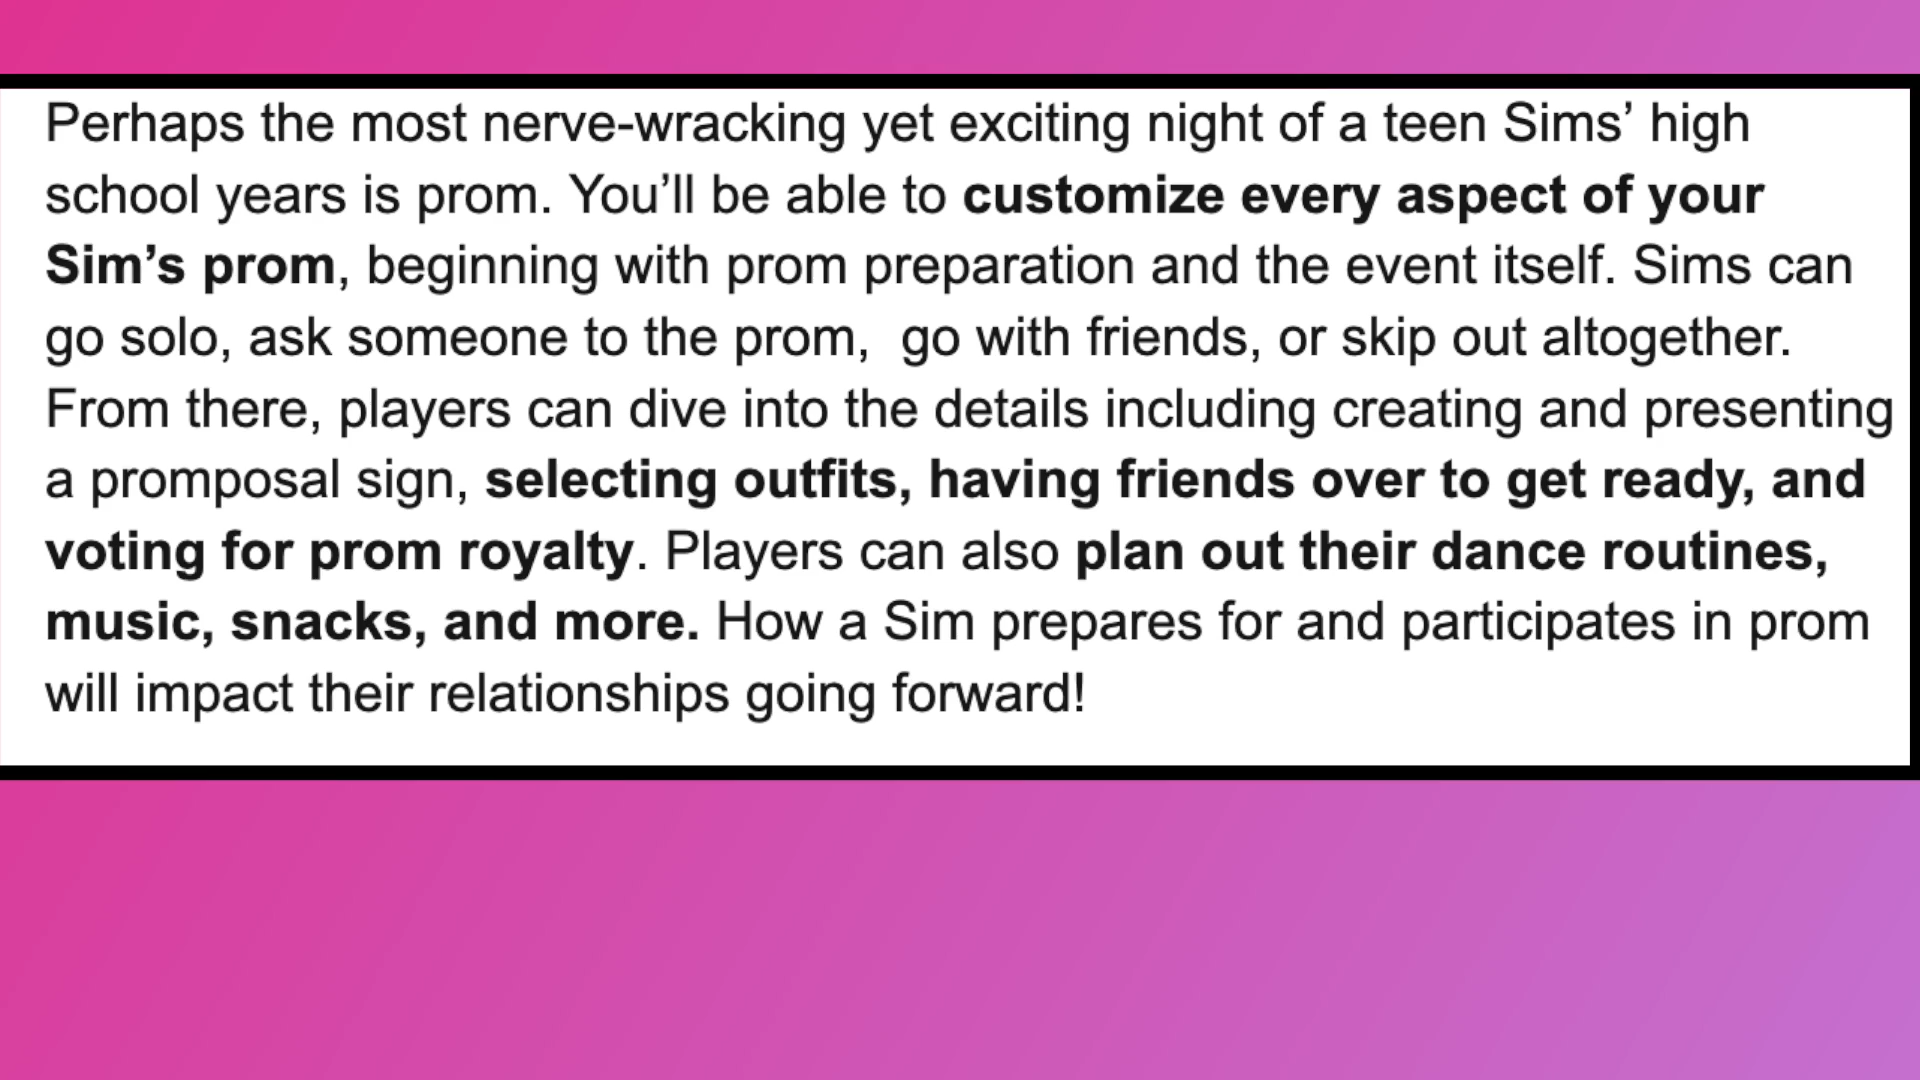 Perhaps the most nerve-wracking yet exciting night of a teen Sims’ high
school years is prom. You’ll be able to customize every aspect of your
Sim’s prom, beginning with prom preparation and the event itself. Sims can
go solo, ask someone to the prom,  go with friends, or skip out altogether.
From there, players can dive into the details including creating and presenting
a promposal sign, selecting outfits, having friends over to get ready, and
voting for prom royalty. Players can also plan out their dance routines,
music, snacks, and more. How a Sim prepares for and participates in prom
will impact their relationships going forward!